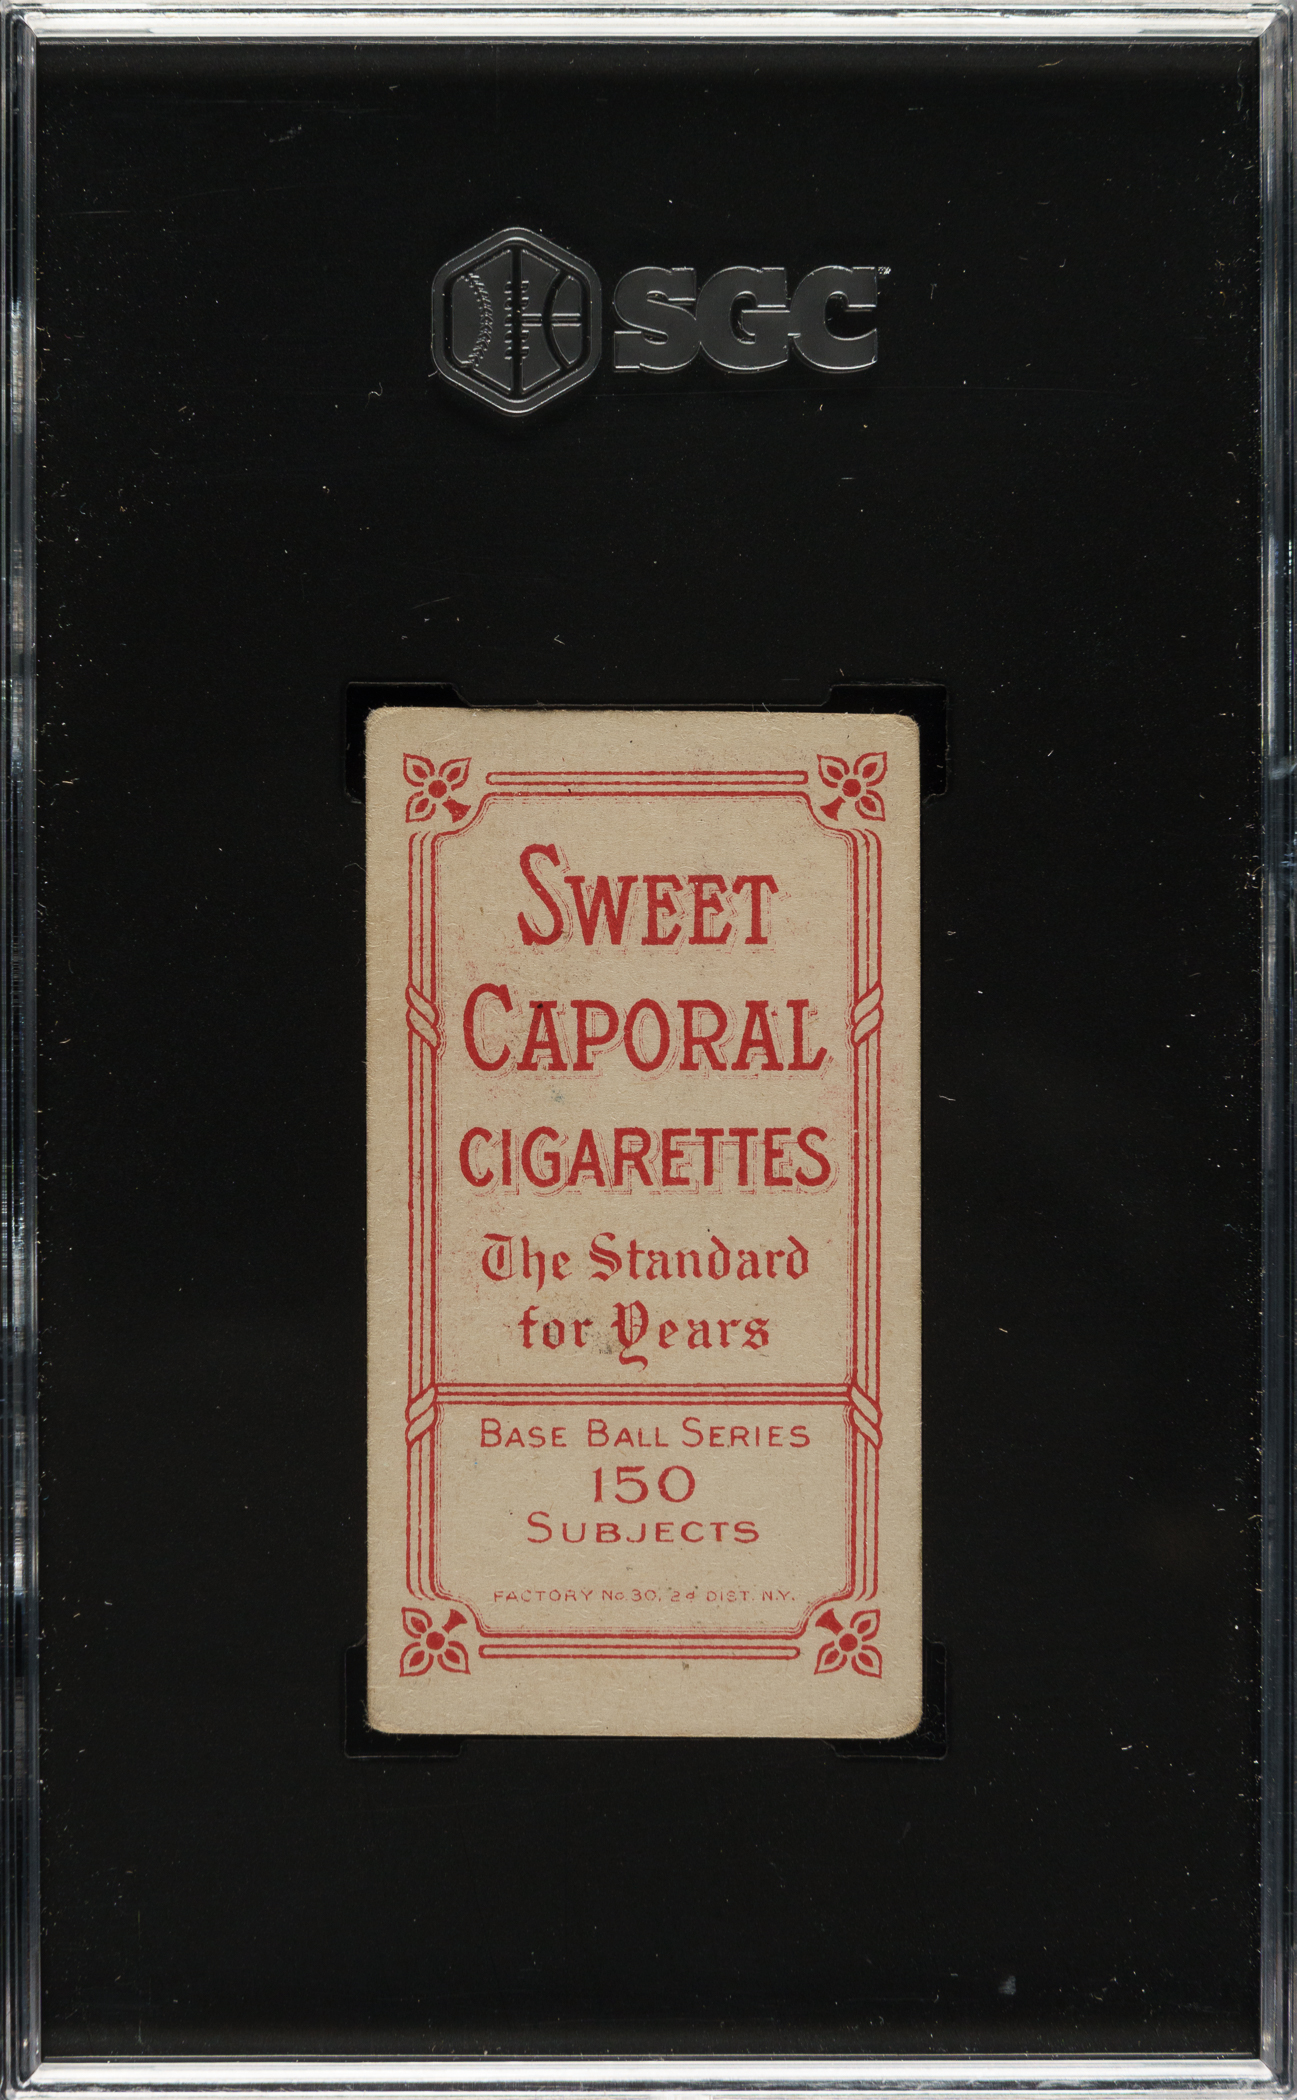 SGC
SWEET
CAPORAL
CIGARETTES
The Standard
for Years
BASE BALL SERIES
150
SUBJECTS
FACTORY No. 30, 2d DIST. N.Y.